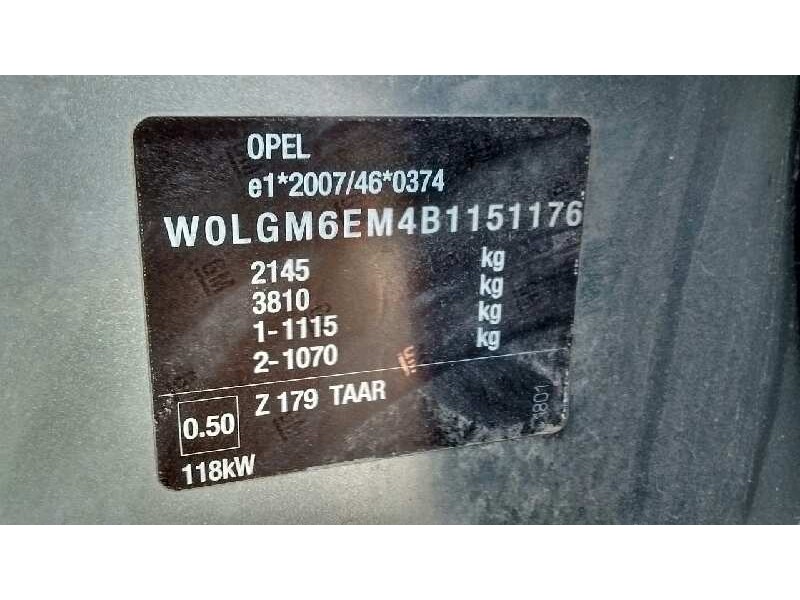 OPEL
e1*2007/46*0374
W0LGM6EM4B1151176
2145 kg
3810 kg
1-1115 kg
2-1070 kg
Z 179 TAAR
0.50
118kW
1801